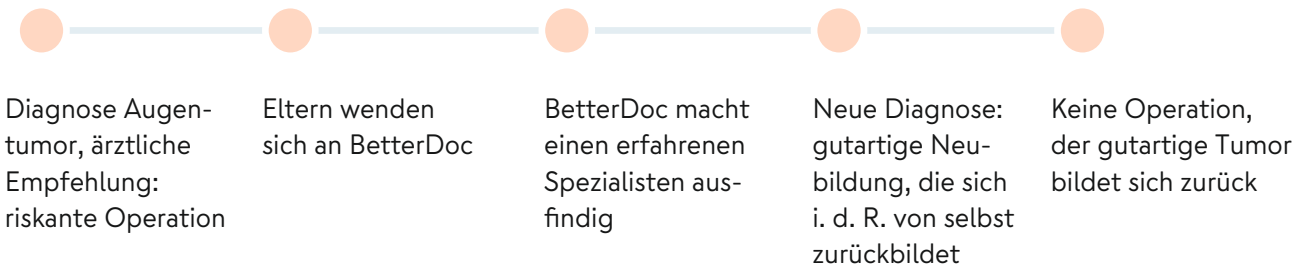 Diagnose Augen-
tumor, ärztliche
Empfehlung:
riskante Operation
Eltern wenden
sich an BetterDoc
BetterDoc macht
einen erfahrenen
Spezialisten aus-
findig
Neue Diagnose:
gutartige Neu-
bildung, die sich
i. d. R. von selbst
zurückbildet
Keine Operation,
der gutartige Tumor
bildet sich zurück